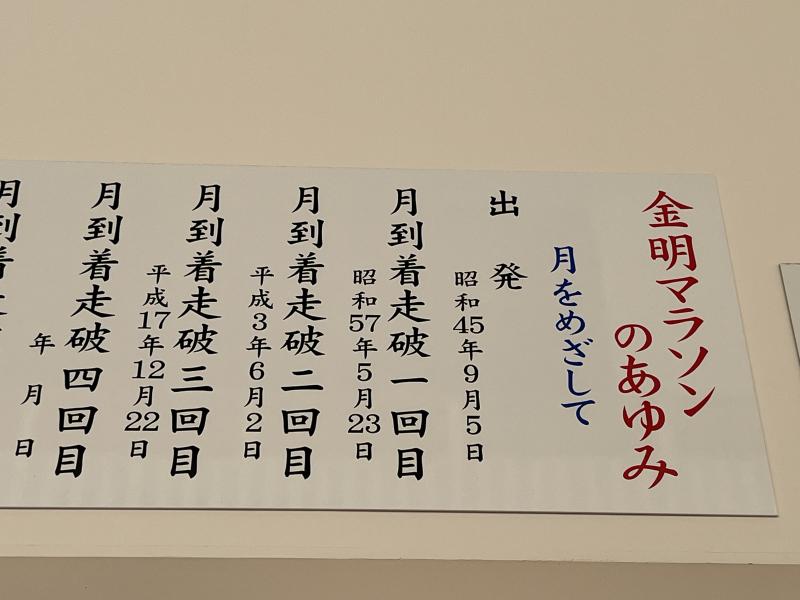 金明マラソン
のあゆみ
月をめざして
出発
昭和45年9月5日
月到着走破一回目
昭和57年5月23日
月到着走破二回目
平成3年6月2日
月到着走破三回目
平成17年12月22日
月到着走破四回目
年月日
月到着